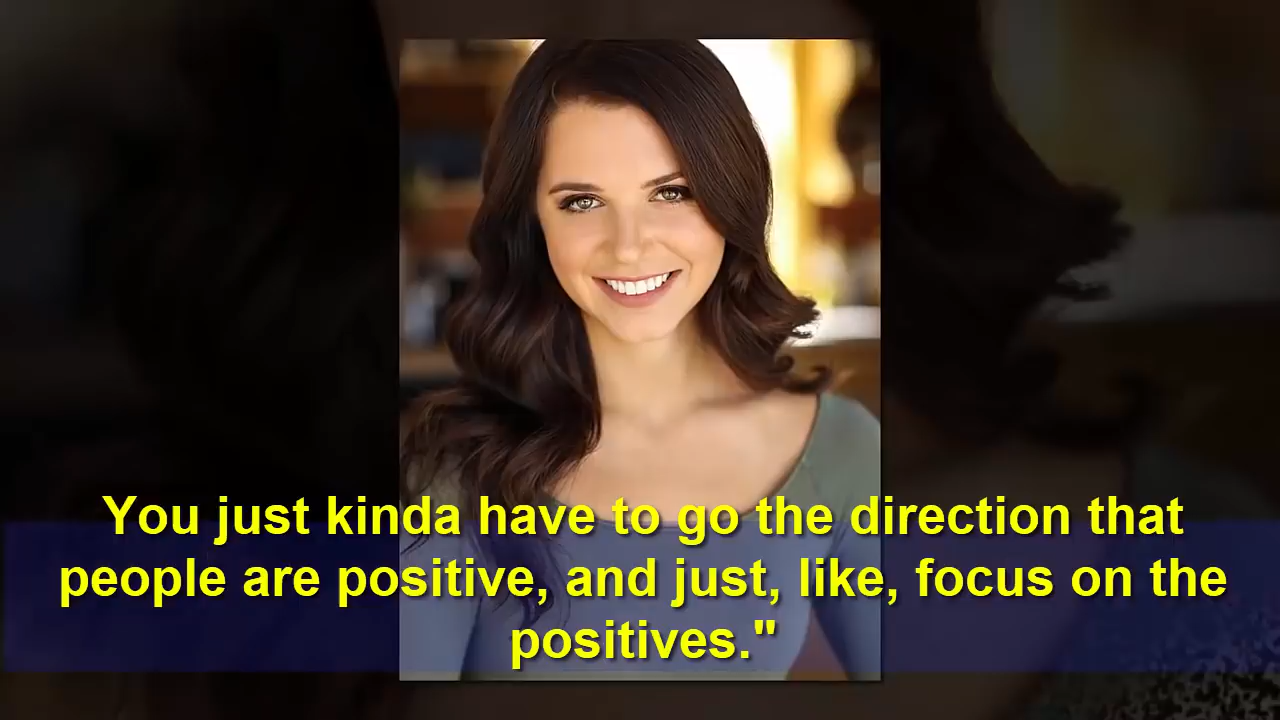 You just kinda have to go the direction that
people are positive, and just, like, focus on the
positives."